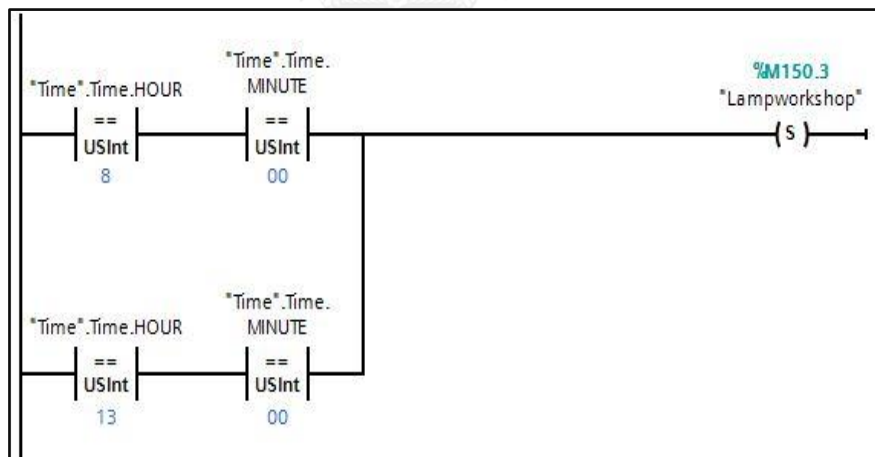 "Time".Time.HOUR
==
USInt
8
"Time".Time.
MINUTE
==
USInt
00
%M150.3
"Lampworkshop"
S
"Time".Time.HOUR
==
USInt
13
"Time".Time.
MINUTE
==
USInt
00